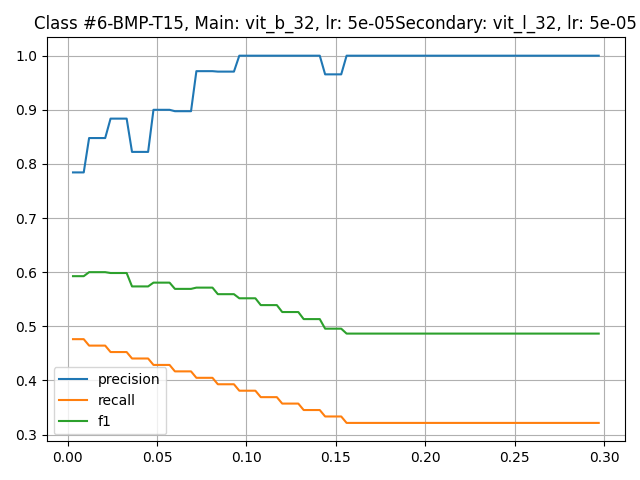 Class #6-BMP-T15, Main: vit_b_32, lr: 5e-05Secondary: vit_l_32, lr: 5e-05
1.0
0.9
0.8
0.7
0.6
0.5
0.4
0.3
precision
recall
f1
0.00 0.05 0.10 0.15 0.20 0.25 0.30